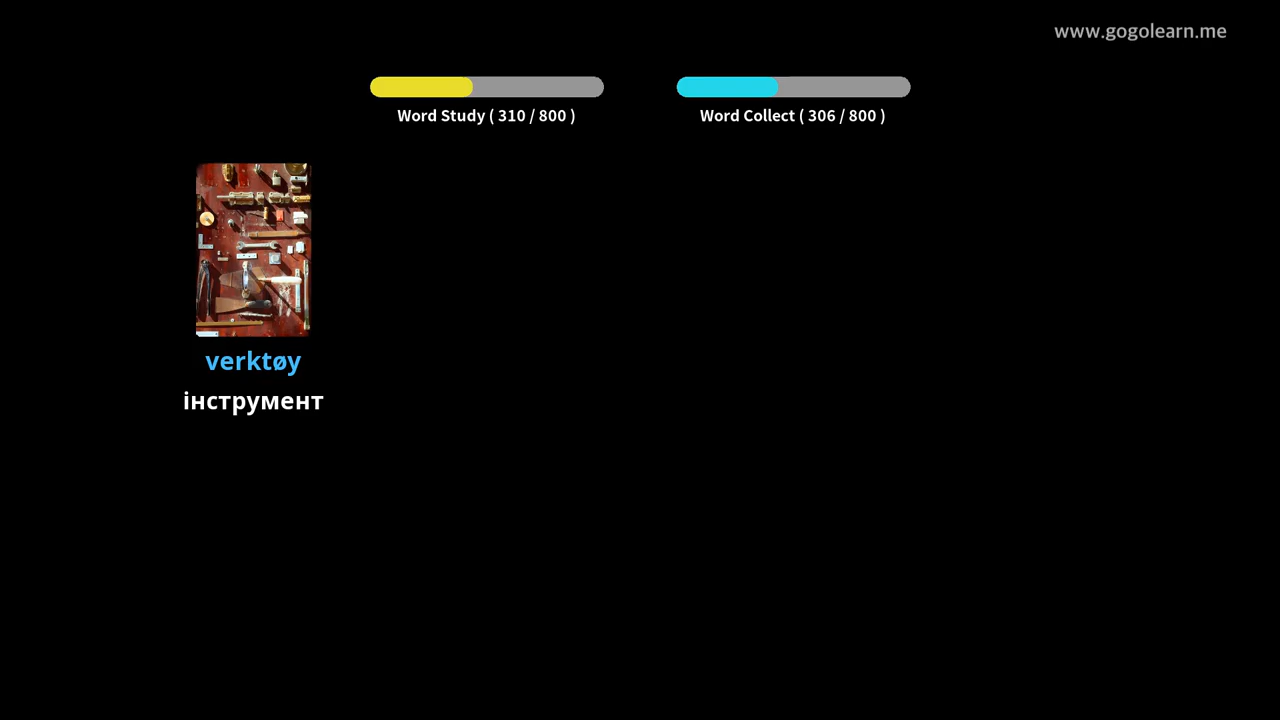 www.gogolearn.me
Word Study ( 310 / 800 )
Word Collect ( 306 / 800 )
verktøy
інструмент